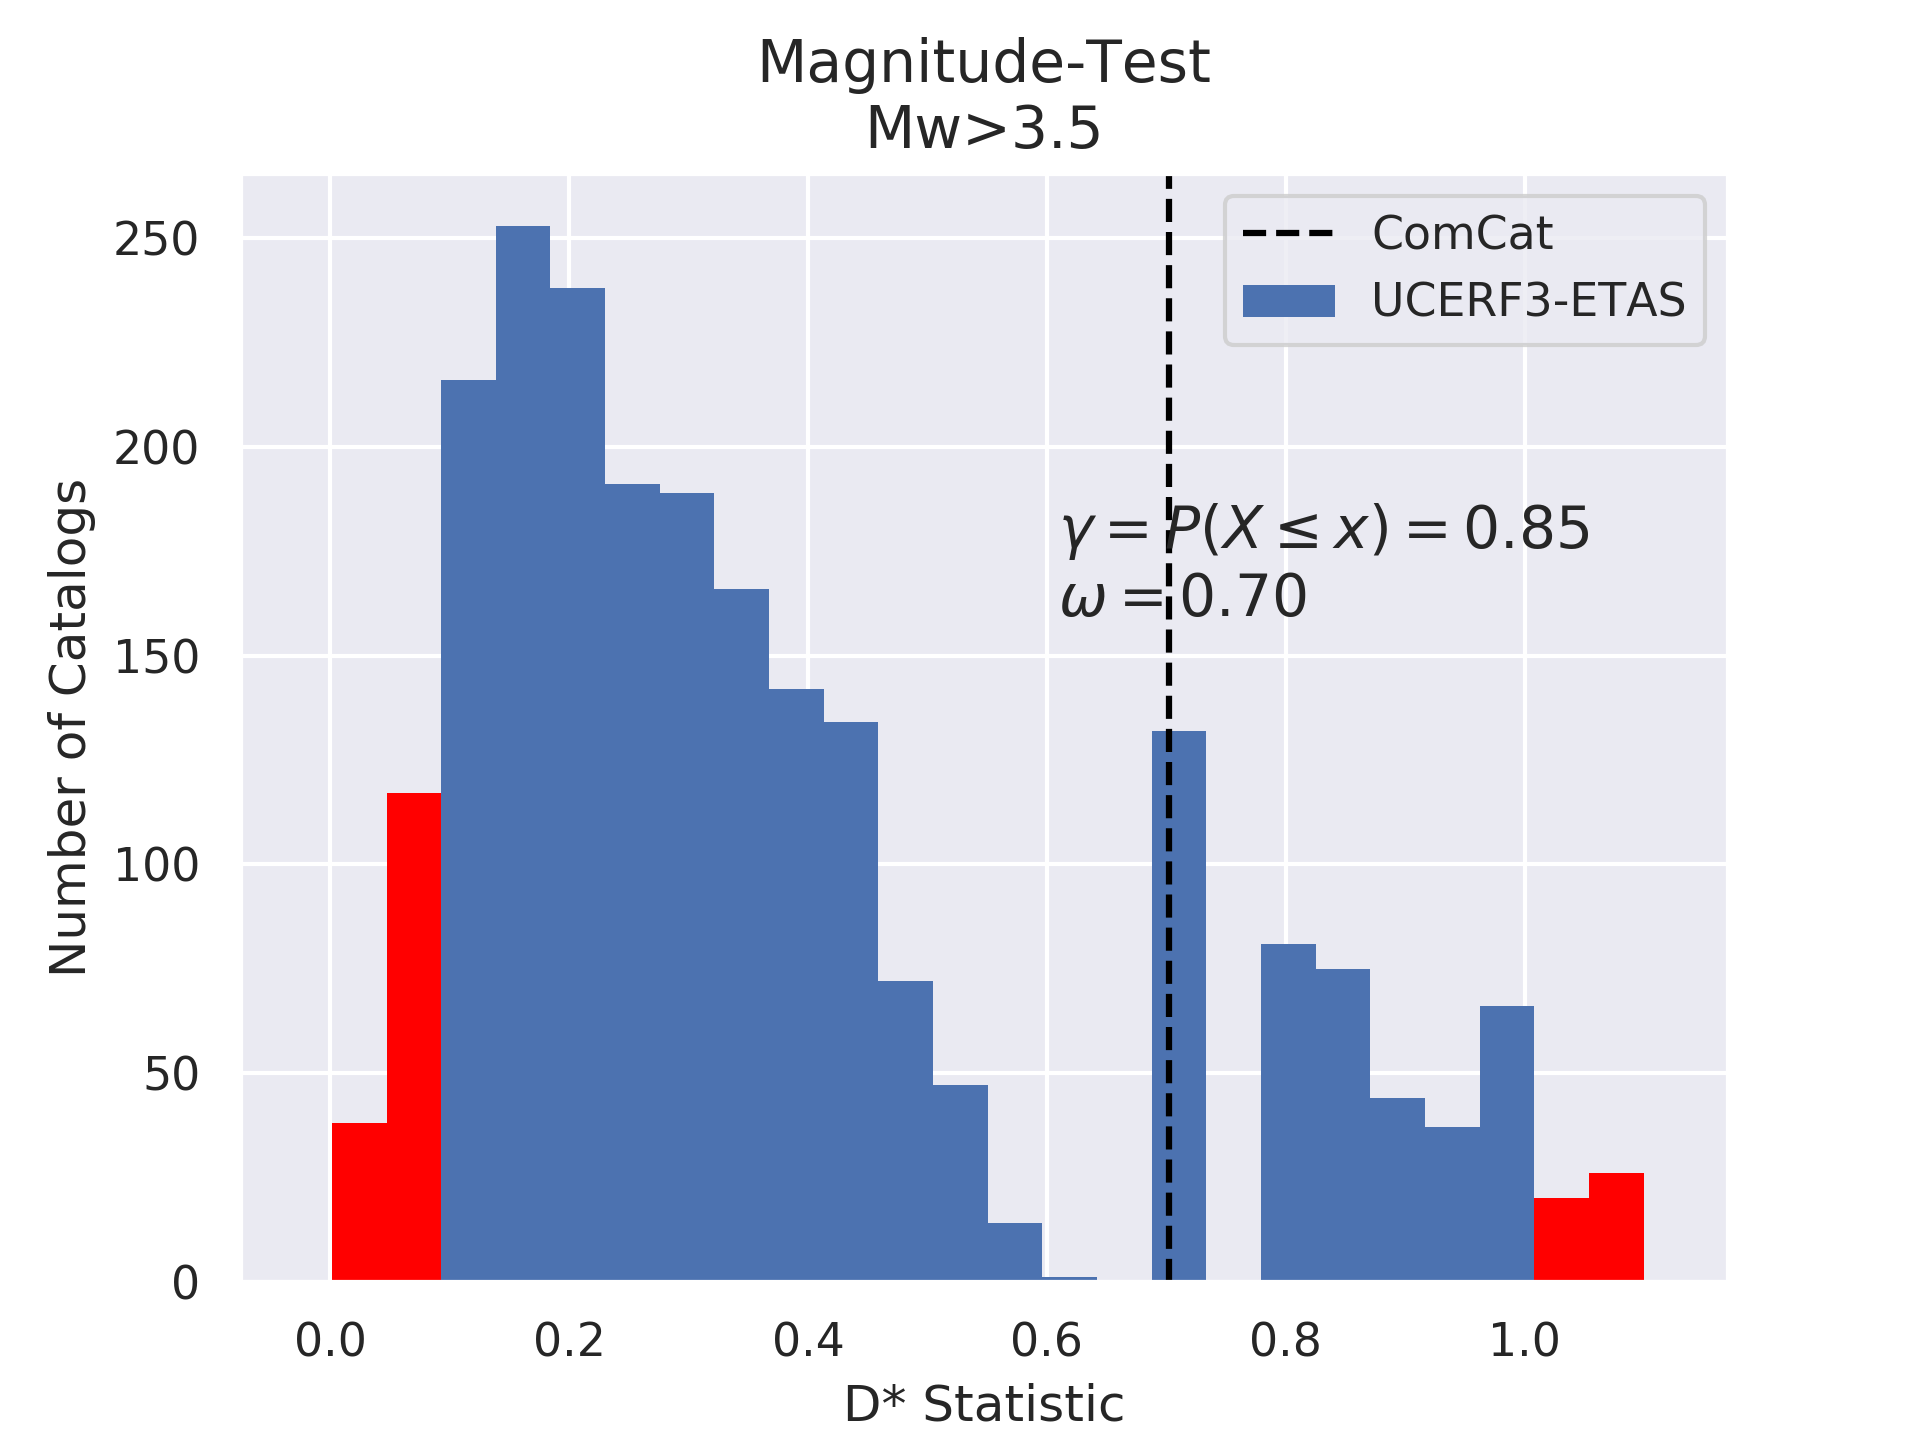 Magnitude-Test
Mw>3.5
ComCat
UCERF3-ETAS
γ = P(X ≤ x) = 0.85
ω = 0.70
Number of Catalogs
250
200
150
100
50
0
0.0 0.2 0.4 0.6 0.8 1.0
D* Statistic